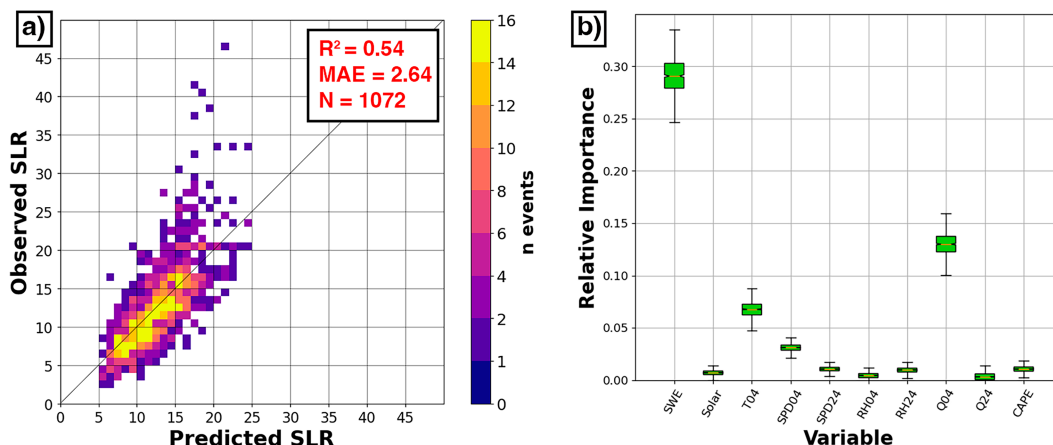 a)
R² = 0.54
MAE = 2.64
N = 1072
Observed SLR
45
40
35
30
25
20
15
10
5
0
0 5 10 15 20 25 30 35 40 45
Predicted SLR
16
14
12
10
8
6
4
2
1
0
n events
b)
Relative Importance
0.30
0.25
0.20
0.15
0.10
0.05
0.00
SWE Solar T04 SPD04 SPD24 RH04 RH24 Q04 Q24 CAPE
Variable